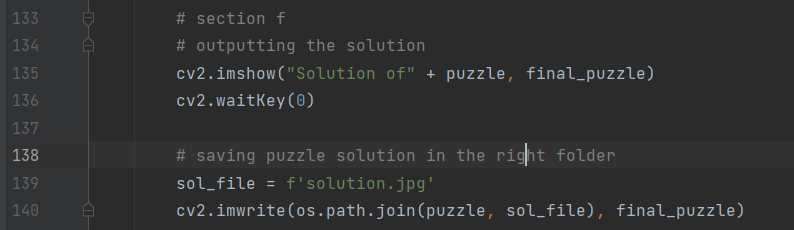 133 # section f
134 # outputting the solution
135 cv2.imshow("Solution of" + puzzle, final_puzzle)
136 cv2.waitKey(0)
137
138 # saving puzzle solution in the right folder
139 sol_file = f'solution.jpg'
140 cv2.imwrite(os.path.join(puzzle, sol_file), final_puzzle)